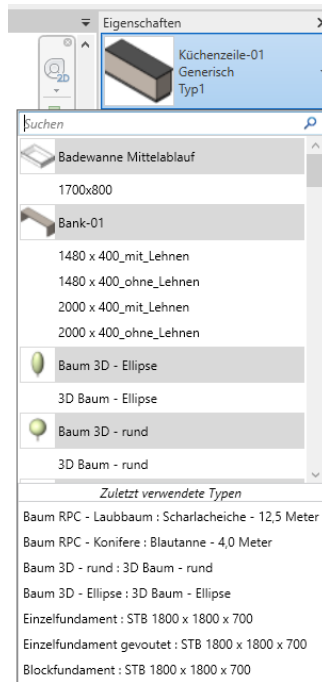 Eigenschaften
2D
Küchenzeile-01
Generisch
Typ1
Suchen
Badewanne Mittelablauf
1700x800
Bank-01
1480 x 400_mit_Lehnen
1480 x 400_ohne_Lehnen
2000 x 400_mit_Lehnen
2000 x 400_ohne_Lehnen
Baum 3D - Ellipse
3D Baum - Ellipse
Baum 3D - rund
3D Baum - rund
Zuletzt verwendete Typen
Baum RPC - Laubbaum : Scharlacheiche - 12,5 Meter
Baum RPC - Konifere : Blautanne - 4,0 Meter
Baum 3D - rund : 3D Baum - rund
Baum 3D - Ellipse : 3D Baum - Ellipse
Einzelfundament : STB 1800 x 1800 x 700
Einzelfundament gevoutet : STB 1800 x 1800 x 700
Blockfundament : STB 1800 x 1800 x 700